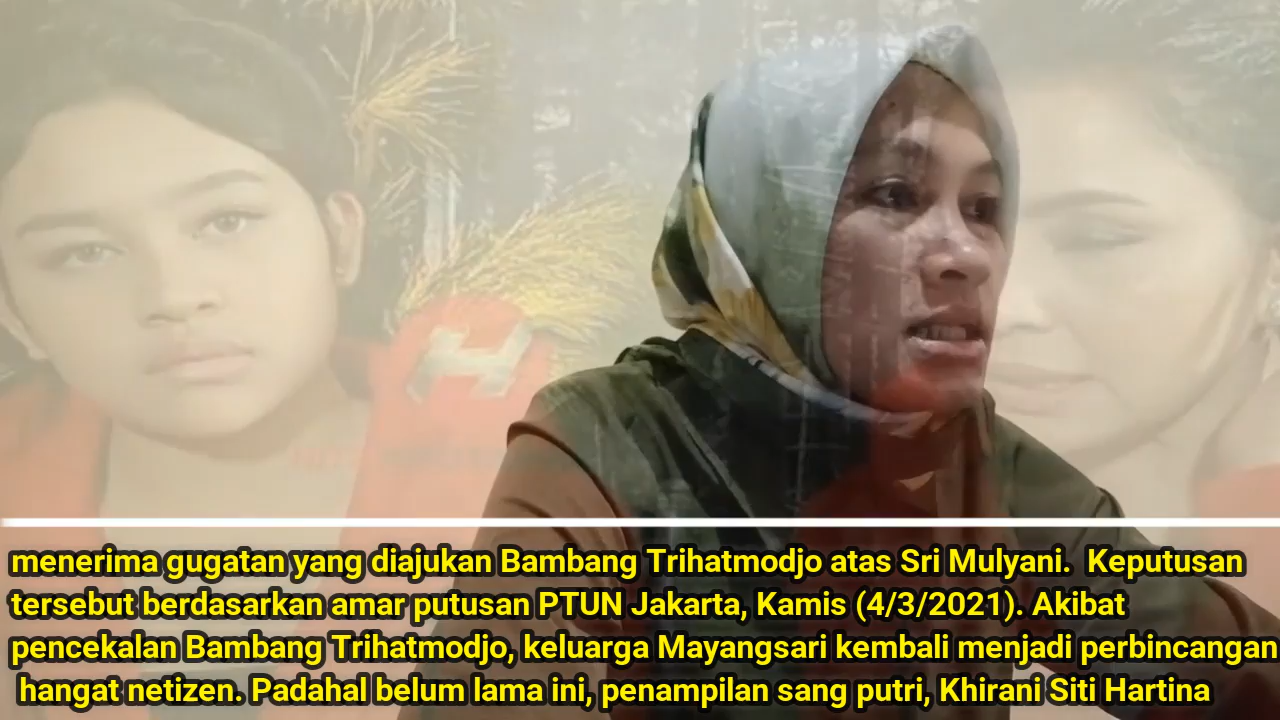 menerima gugatan yang diajukan Bambang Trihatmodjo atas Sri Mulyani.  Keputusan
tersebut berdasarkan amar putusan PTUN Jakarta, Kamis (4/3/2021). Akibat
pencekalan Bambang Trihatmodjo, keluarga Mayangsari kembali menjadi perbincangan
hangat netizen. Padahal belum lama ini, penampilan sang putri, Khirani Siti Hartina